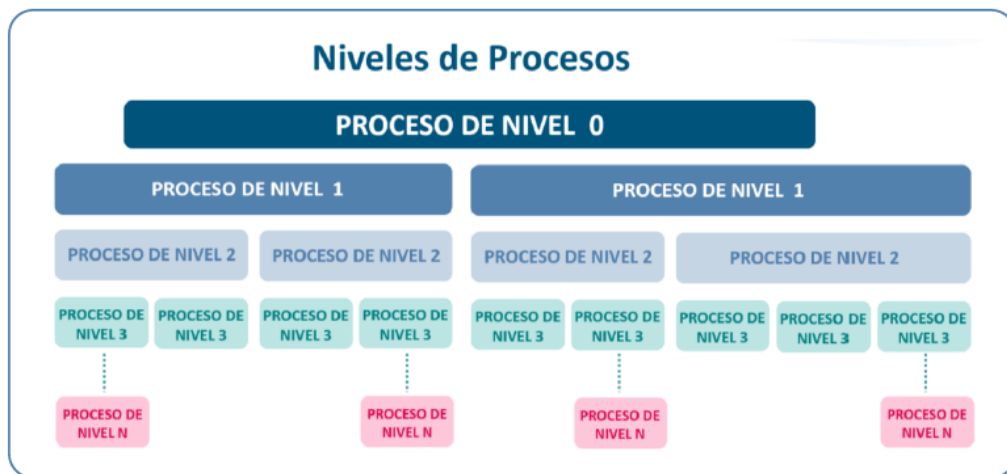 Niveles de Procesos
PROCESO DE NIVEL 0
PROCESO DE NIVEL 1
PROCESO DE NIVEL 1
PROCESO DE NIVEL 2
PROCESO DE NIVEL 2
PROCESO DE NIVEL 2
PROCESO DE NIVEL 2
PROCESO DE
NIVEL 3
PROCESO DE
NIVEL 3
PROCESO DE
NIVEL 3
PROCESO DE
NIVEL 3
PROCESO DE
NIVEL 3
PROCESO DE
NIVEL 3
PROCESO DE
NIVEL 3
PROCESO DE
NIVEL 3
PROCESO DE
NIVEL 3
PROCESO DE
NIVEL N
PROCESO DE
NIVEL N
PROCESO DE
NIVEL N
PROCESO DE
NIVEL N